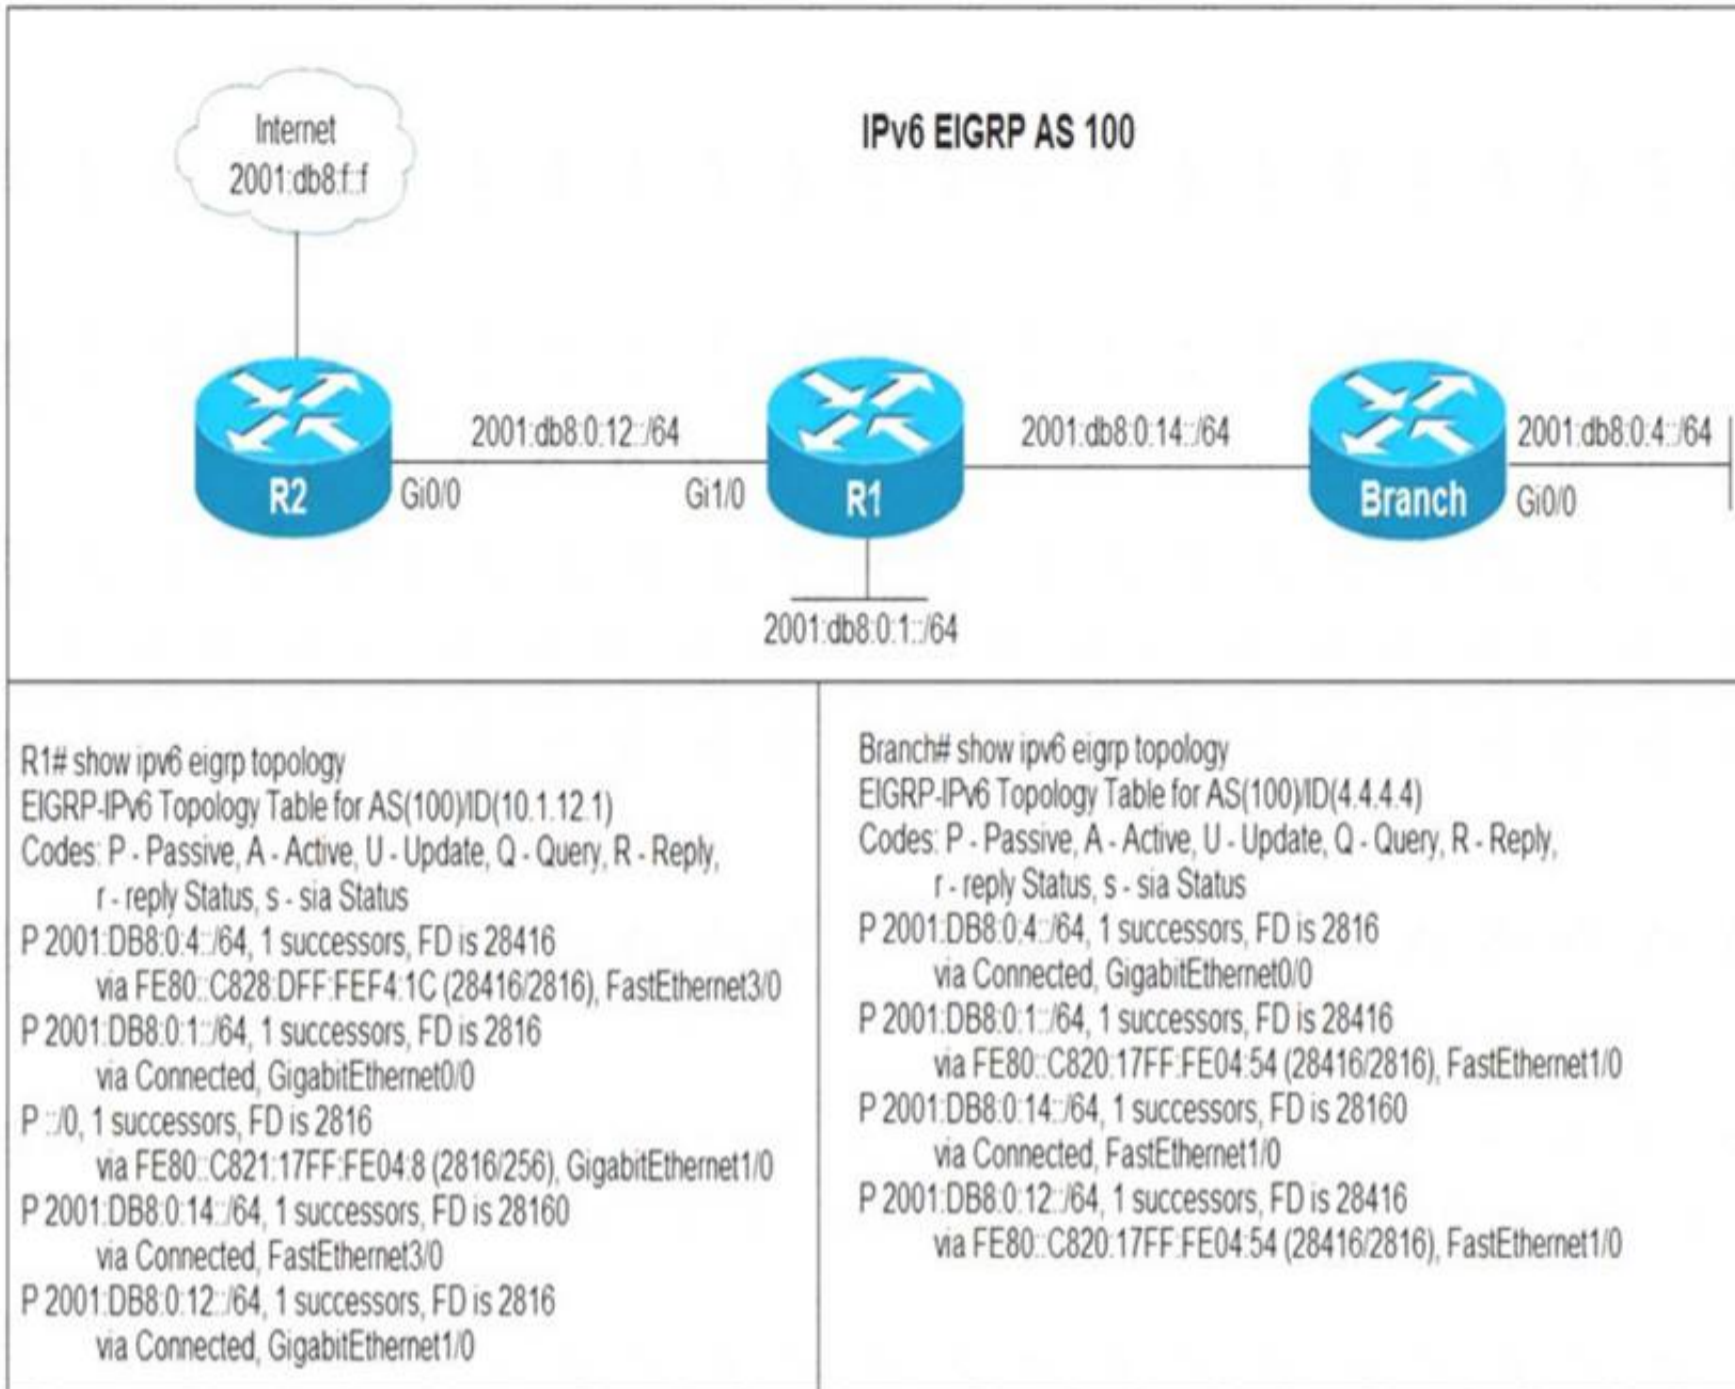 Internet
2001:db8:f::f
IPv6 EIGRP AS 100
2001:db8:0:12::/64
2001:db8:0:14::/64
2001:db8:0:4::/64
R2
Gi0/0
Gi1/0
R1
Branch
Gi0/0
2001:db8:0:1::/64
R1# show ipv6 eigrp topology
EIGRP-IPv6 Topology Table for AS(100)/ID(10.1.12.1)
Codes: P - Passive, A - Active, U - Update, Q - Query, R - Reply,
r - reply Status, s - sia Status
P 2001:DB8:0:4::/64, 1 successors, FD is 28416
via FE80::C828:DFF:FEF4:1C (28416/2816), FastEthernet3/0
P 2001:DB8:0:1::/64, 1 successors, FD is 2816
via Connected, GigabitEthernet0/0
P ::/0, 1 successors, FD is 2816
via FE80::C821:17FF:FE04:8 (2816/256), GigabitEthernet1/0
P 2001:DB8:0:14::/64, 1 successors, FD is 28160
via Connected, FastEthernet3/0
P 2001:DB8:0:12::/64, 1 successors, FD is 2816
via Connected, GigabitEthernet1/0
Branch# show ipv6 eigrp topology
EIGRP-IPv6 Topology Table for AS(100)/ID(4.4.4.4)
Codes: P - Passive, A - Active, U - Update, Q - Query, R - Reply,
r - reply Status, s - sia Status
P 2001:DB8:0:4::/64, 1 successors, FD is 2816
via Connected, GigabitEthernet0/0
P 2001:DB8:0:1::/64, 1 successors, FD is 28416
via FE80::C820:17FF:FE04:54 (28416/2816), FastEthernet1/0
P 2001:DB8:0:14::/64, 1 successors, FD is 28160
via Connected, FastEthernet1/0
P 2001:DB8:0:12::/64, 1 successors, FD is 28416
via FE80::C820:17FF:FE04:54 (28416/2816), FastEthernet1/0